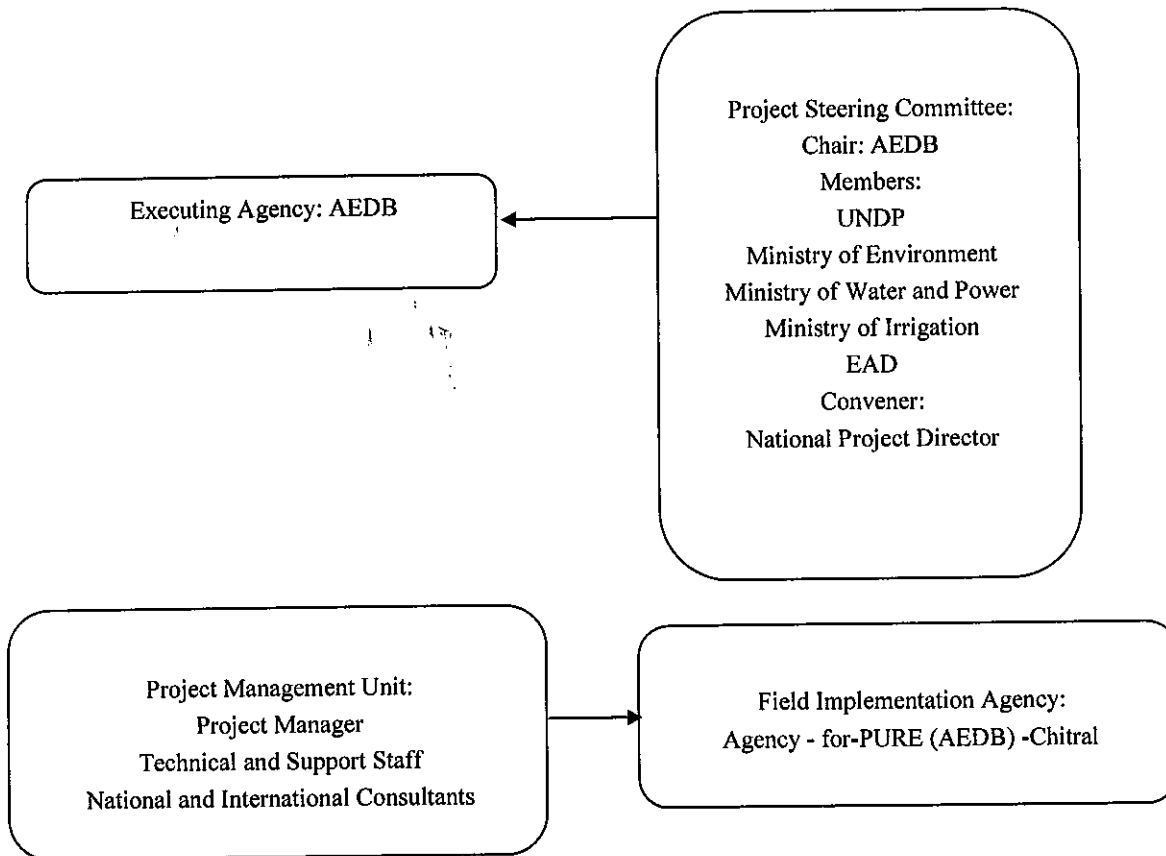 Project Steering Committee:
Chair: AEDB
Members:
UNDP
Ministry of Environment
Ministry of Water and Power
Ministry of Irrigation
EAD
Convener:
National Project Director
Executing Agency: AEDB
Project Management Unit:
Project Manager
Technical and Support Staff
National and International Consultants
Field Implementation Agency:
Agency - for-PURE (AEDB) -Chitral